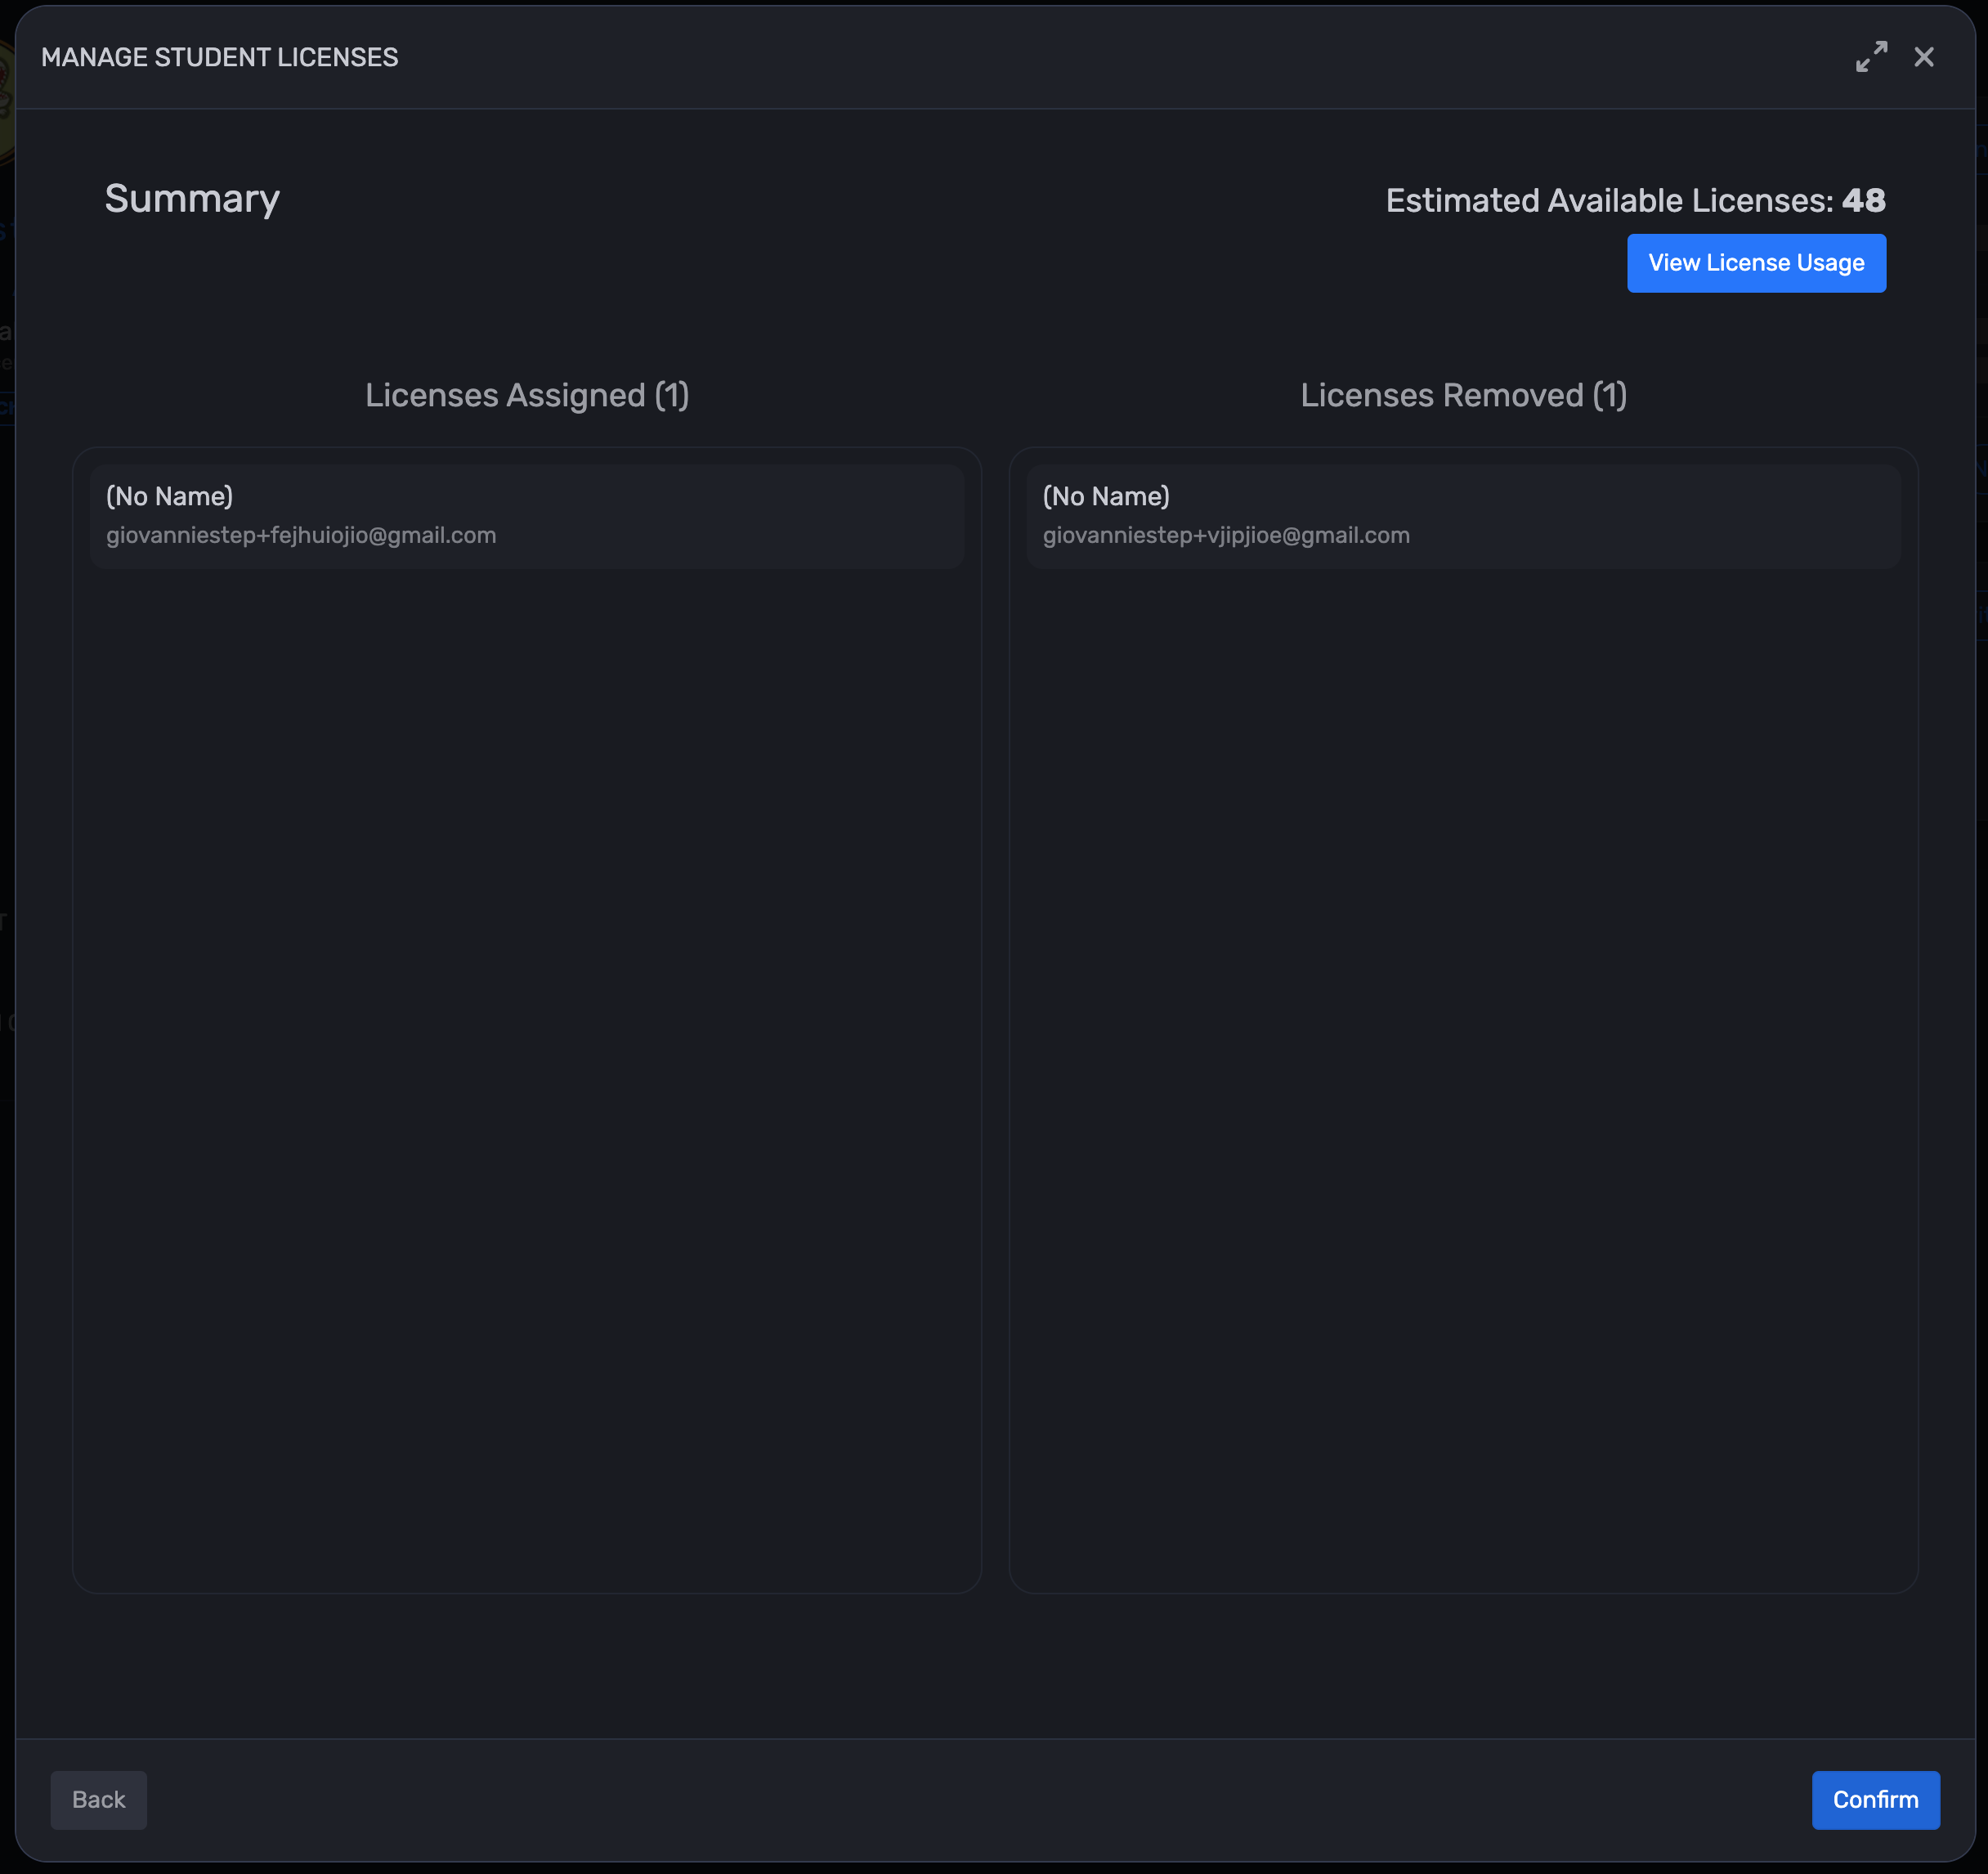 MANAGE STUDENT LICENSES
Summary
Estimated Available Licenses: 48
View License Usage
Licenses Assigned (1)
Licenses Removed (1)
(No Name)
giovanniestep+fejhuiojio@gmail.com
(No Name)
giovanniestep+vjipjioe@gmail.com
Back
Confirm